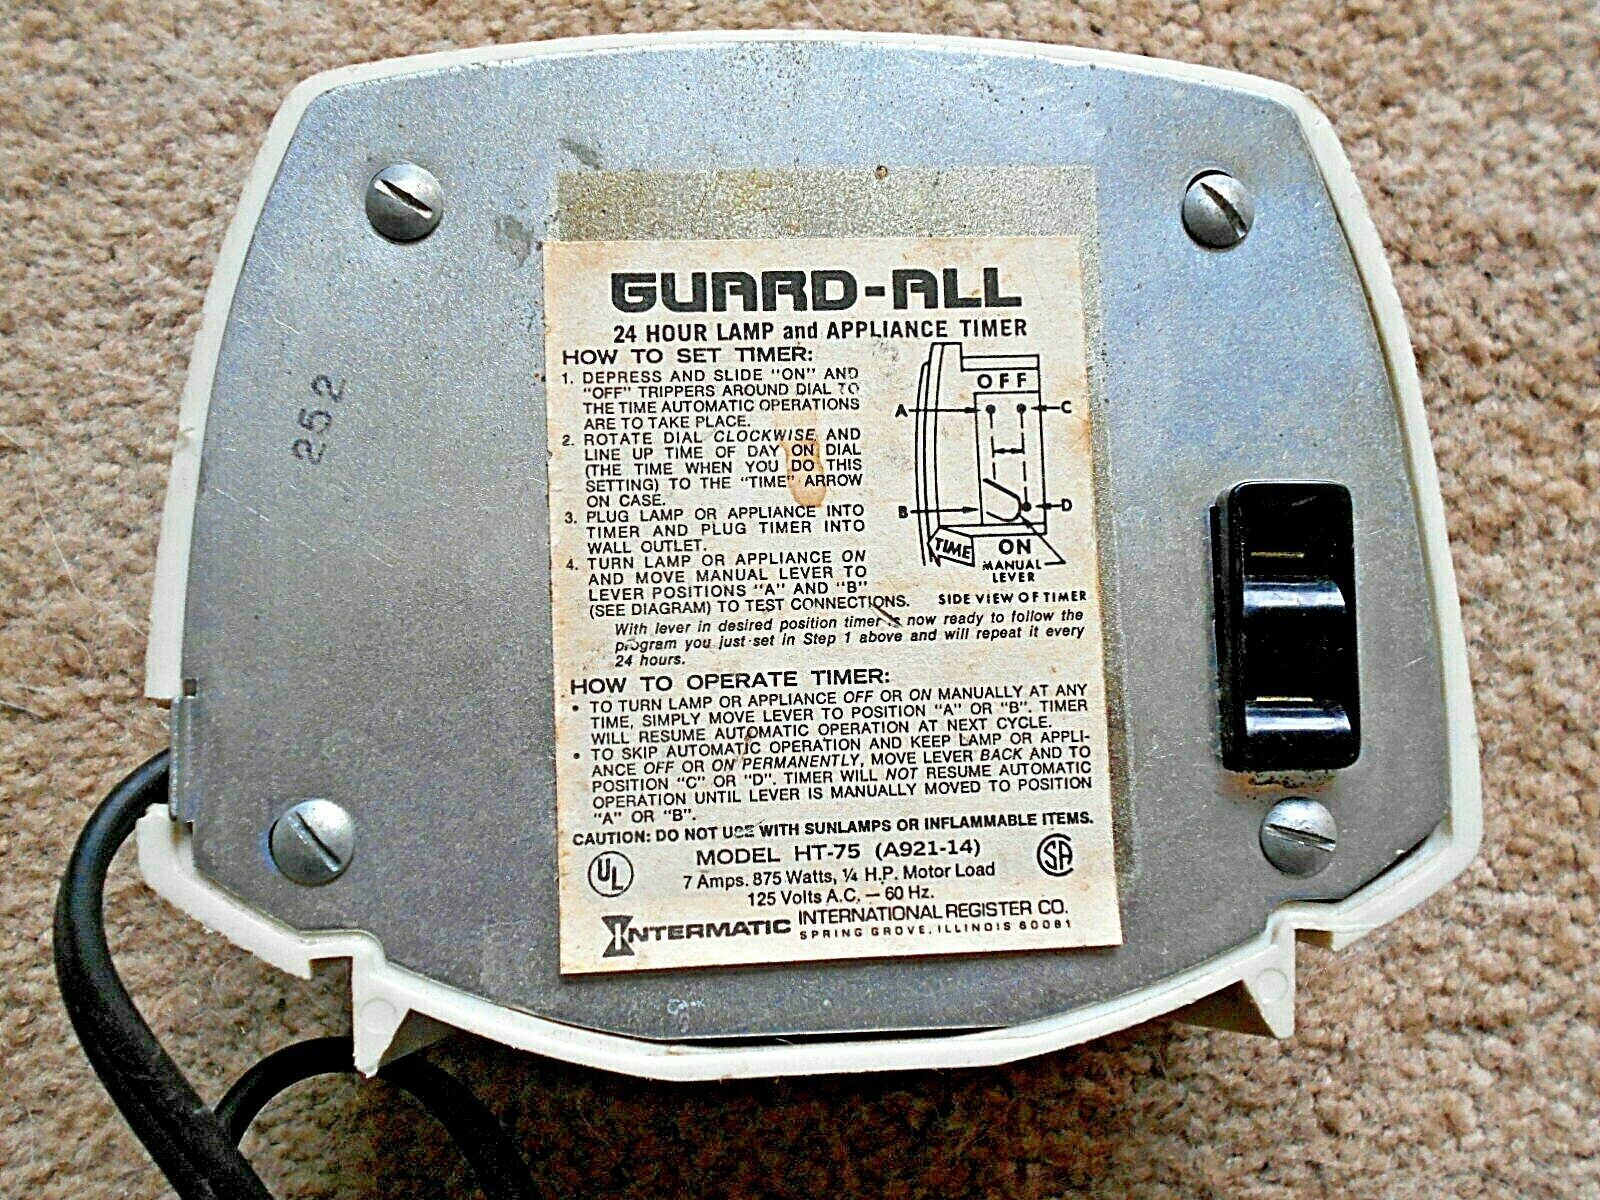 GUARD-ALL
24 HOUR LAMP and APPLIANCE TIMER
HOW TO SET TIMER:
1. DEPRESS AND SLIDE "ON" AND
"OFF" TRIPPERS AROUND DIAL TO
THE TIME AUTOMATIC OPERATIONS
ARE TO TAKE PLACE.
2. ROTATE DIAL CLOCKWISE AND
LINE UP TIME OF DAY ON DIAL
(THE TIME WHEN YOU DO THIS
SETTING) TO THE "TIME" ARROW
ON CASE.
3. PLUG LAMP OR APPLIANCE INTO
TIMER AND PLUG TIMER INTO
WALL OUTLET.
4. TURN LAMP OR APPLIANCE ON
AND MOVE MANUAL LEVER TO
LEVER POSITIONS "A" AND "B"
(SEE DIAGRAM) TO TEST CONNECTIONS.
OFF
A
C
B
D
TIME
ON
MANUAL
LEVER
SIDE VIEW OF TIMER
With lever in desired position timer is now ready to follow the
program you just set in Step 1 above and will repeat it every
24 hours.
HOW TO OPERATE TIMER:
• TO TURN LAMP OR APPLIANCE OFF OR ON MANUALLY AT ANY
TIME, SIMPLY MOVE LEVER TO POSITION "A" OR "B". TIMER
WILL RESUME AUTOMATIC OPERATION AT NEXT CYCLE.
• TO SKIP AUTOMATIC OPERATION AND KEEP LAMP OR APPLI-
ANCE OFF OR ON PERMANENTLY, MOVE LEVER BACK AND TO
POSITION "C" OR "D". TIMER WILL NOT RESUME AUTOMATIC
OPERATION UNTIL LEVER IS MANUALLY MOVED TO POSITION
"A" OR "B".
CAUTION: DO NOT USE WITH SUNLAMPS OR INFLAMMABLE ITEMS.
MODEL HT-75 (A921-14)
UL
SA
7 Amps. 875 Watts, ¼ H.P. Motor Load
125 Volts A.C. — 60 Hz.
INTERMATIC INTERNATIONAL REGISTER CO.
SPRING GROVE, ILLINOIS 60081
252